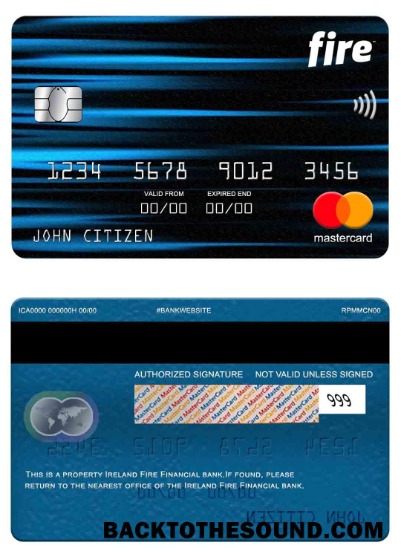 fire
1234 5678 9012 3456
VALID FROM EXPIRED END
00/00 00/00
JOHN CITIZEN
mastercard
ICA0000 000000H 00/00 #BANKWEBSITE RPMMCN00
AUTHORIZED SIGNATURE NOT VALID UNLESS SIGNED
999
THIS IS A PROPERTY IRELAND FIRE FINANCIAL BANK.IF FOUND, PLEASE
RETURN TO THE NEAREST OFFICE OF THE IRELAND FIRE FINANCIAL BANK.
BACKTOTHESOUND.COM